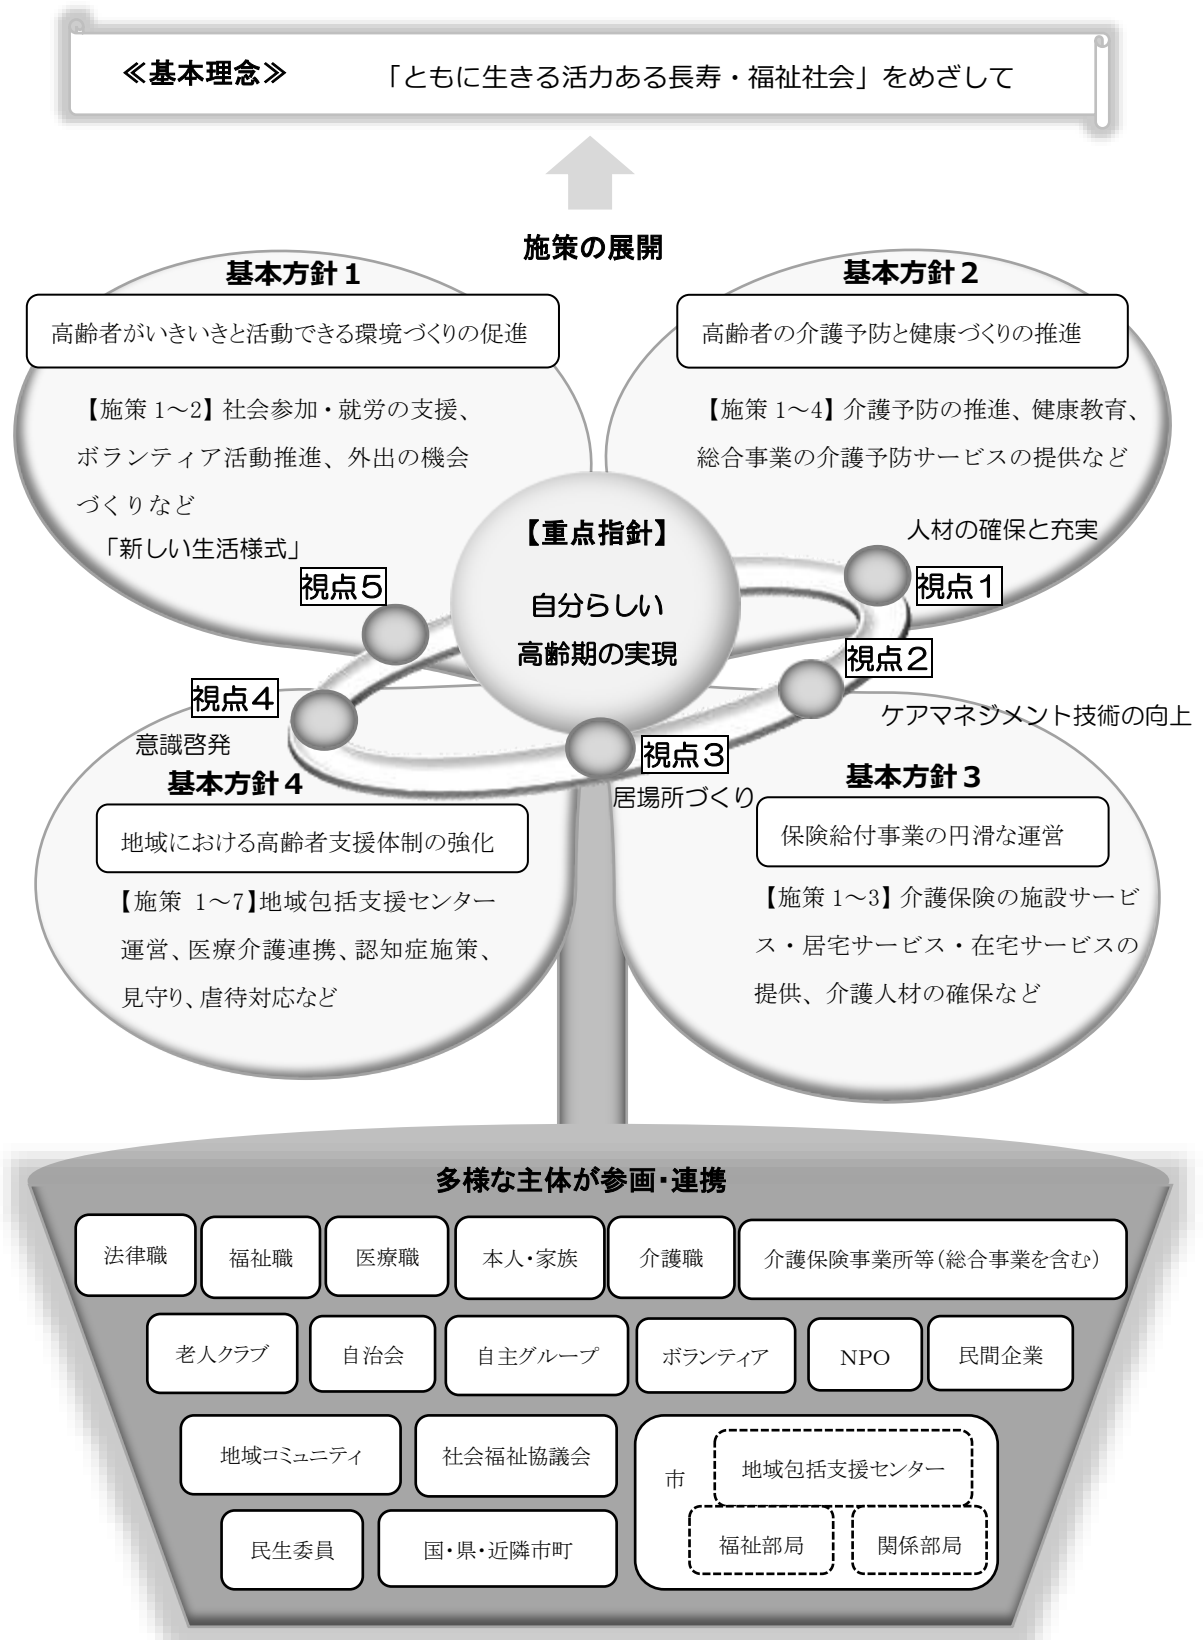 ≪基本理念≫ 「ともに生きる活力ある長寿・福祉社会」をめざして
施策の展開
基本方針1
高齢者がいきいきと活動できる環境づくりの促進
【施策 1～2】社会参加・就労の支援、
ボランティア活動推進、外出の機会
づくりなど
基本方針2
高齢者の介護予防と健康づくりの推進
【施策 1～4】介護予防の推進、健康教育、
総合事業の介護予防サービスの提供など
【重点指針】
自分らしい
高齢期の実現
人材の確保と充実
視点1
視点2
ケアマネジメント技術の向上
視点3
居場所づくり
視点4
意識啓発
「新しい生活様式」
視点5
基本方針4
地域における高齢者支援体制の強化
【施策 1～7】地域包括支援センター
運営、医療介護連携、認知症施策、
見守り、虐待対応など
基本方針3
保険給付事業の円滑な運営
【施策 1～3】介護保険の施設サービ
ス・居宅サービス・在宅サービスの
提供、介護人材の確保など
多様な主体が参画・連携
法律職
福祉職
医療職
本人・家族
介護職
介護保険事業所等（総合事業を含む）
老人クラブ
自治会
自主グループ
ボランティア
NPO
民間企業
地域コミュニティ
社会福祉協議会
市
地域包括支援センター
福祉部局
関係部局
民生委員
国・県・近隣市町